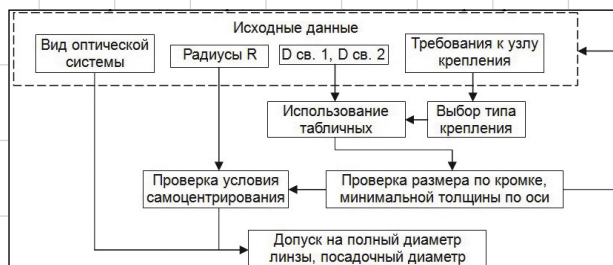 Исходные данные
Вид оптической
системы
Радиусы R
D св. 1, D св. 2
Требования к узлу
крепления
Использование
табличных
Выбор типа
крепления
Проверка условия
самоцентрирования
Проверка размера по кромке,
минимальной толщины по оси
Допуск на полный диаметр
линзы, посадочный диаметр